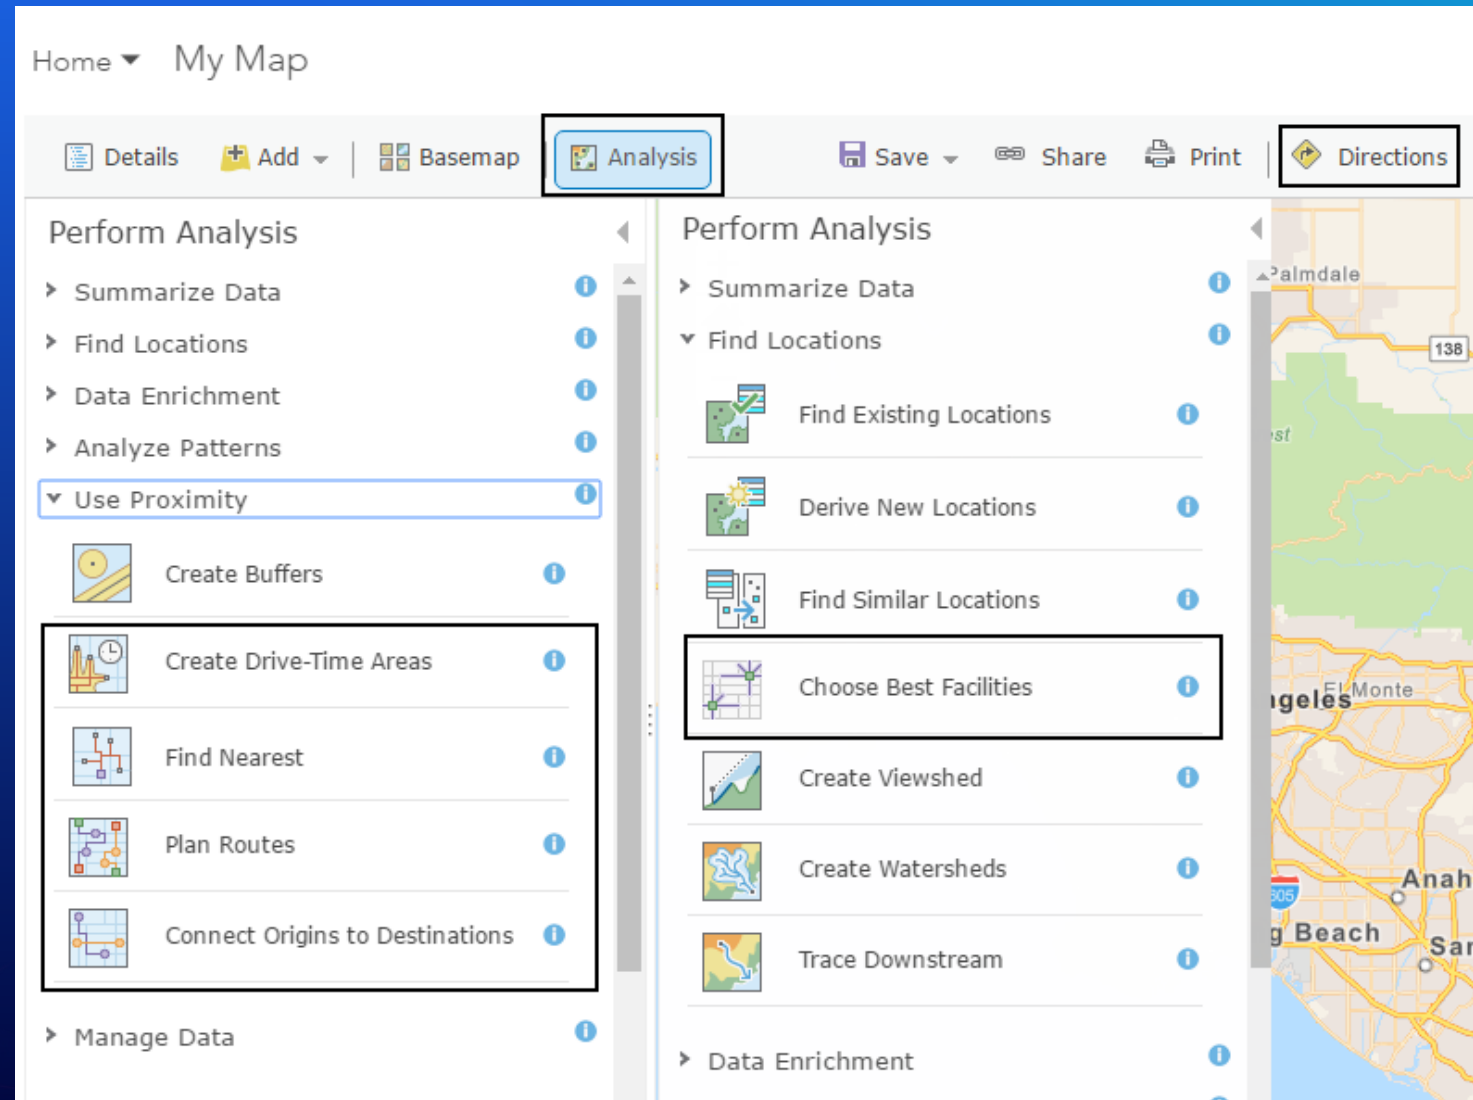 Home My Map
Details Add Basemap Analysis Save Share Print Directions
Perform Analysis
Summarize Data
Find Locations
Data Enrichment
Analyze Patterns
Use Proximity
Create Buffers
Create Drive-Time Areas
Find Nearest
Plan Routes
Connect Origins to Destinations
Manage Data
Perform Analysis
Summarize Data
Find Locations
Find Existing Locations
Derive New Locations
Find Similar Locations
Choose Best Facilities
Create Viewshed
Create Watersheds
Trace Downstream
Data Enrichment
Palmdale
138
st
El Monte
geles
605
Anah
g Beach
San